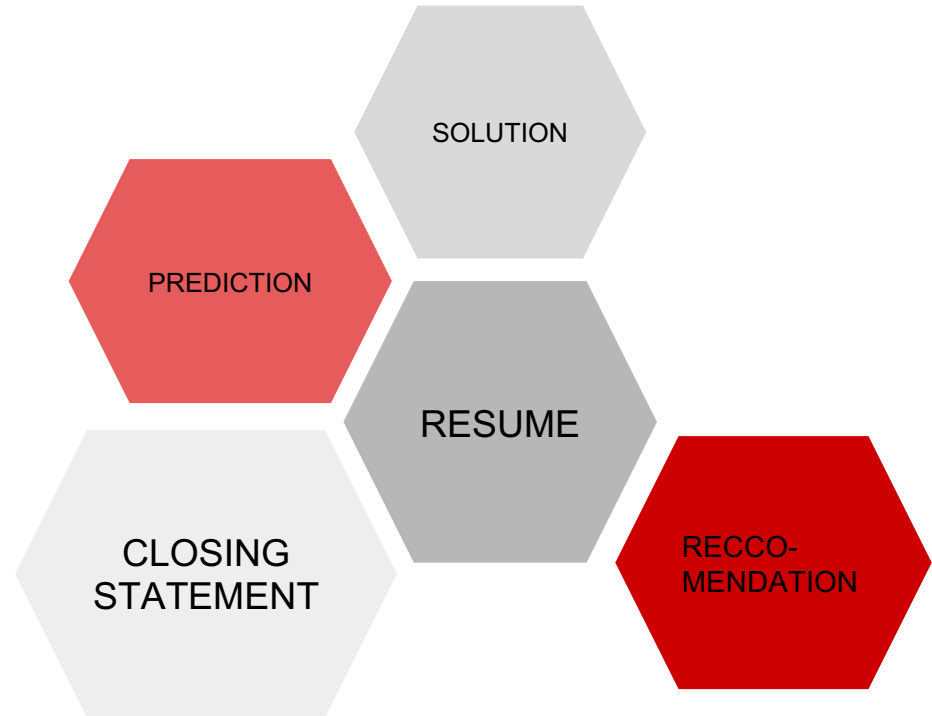 SOLUTION
PREDICTION
RESUME
CLOSING
STATEMENT
RECCO-
MENDATION